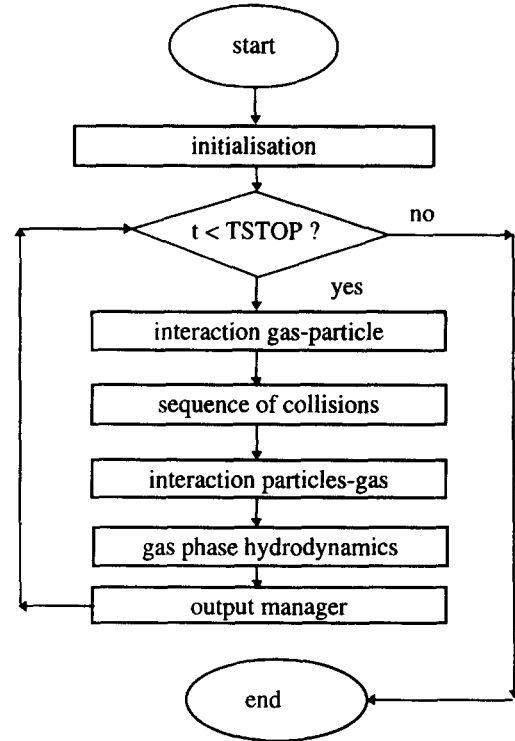 start
initialisation
t < TSTOP ?
no
yes
interaction gas-particle
sequence of collisions
interaction particles-gas
gas phase hydrodynamics
output manager
end